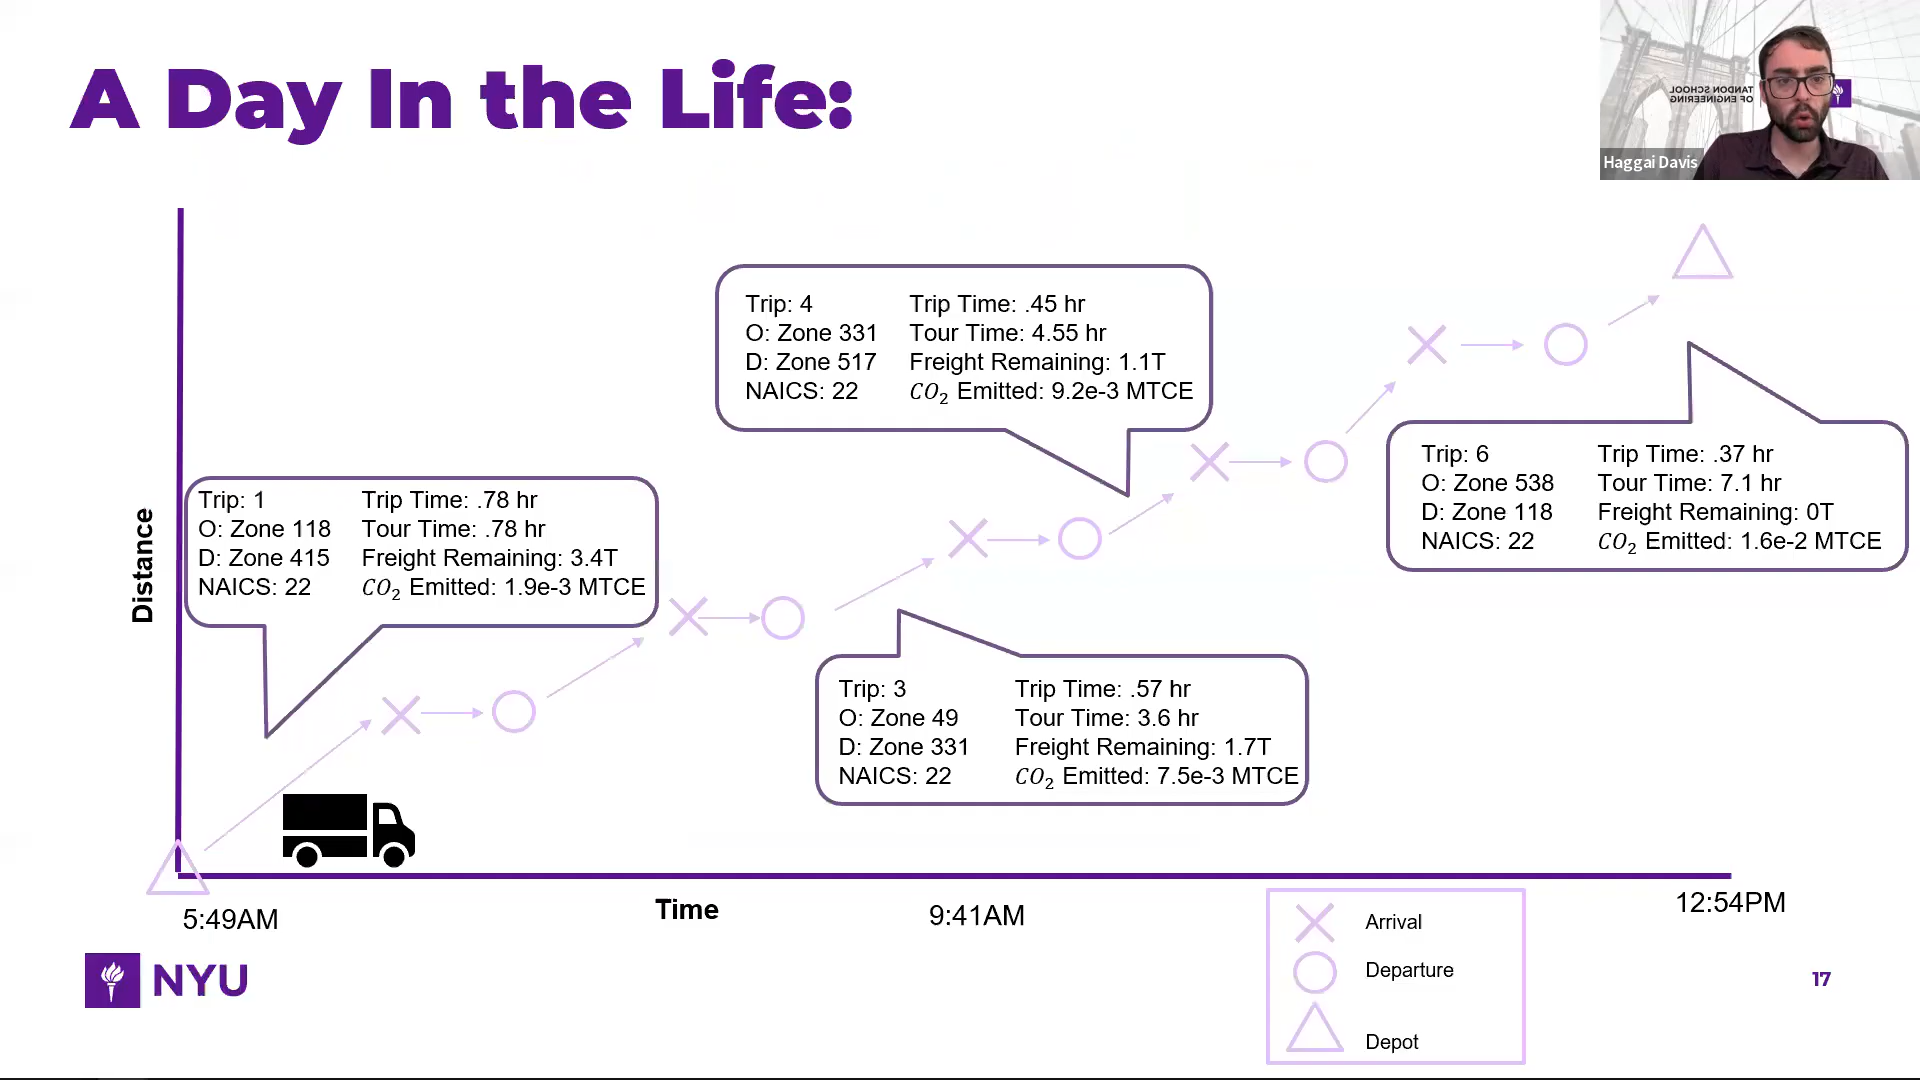 A Day In the Life:
TANDON SCHOOL
OF ENGINEERING
Haggai Davis
Trip: 4
O: Zone 331
D: Zone 517
NAICS: 22
Trip Time: .45 hr
Tour Time: 4.55 hr
Freight Remaining: 1.1T
CO₂ Emitted: 9.2e-3 MTCE
Trip: 6
O: Zone 538
D: Zone 118
NAICS: 22
Trip Time: .37 hr
Tour Time: 7.1 hr
Freight Remaining: 0T
CO₂ Emitted: 1.6e-2 MTCE
Trip: 1
O: Zone 118
D: Zone 415
NAICS: 22
Trip Time: .78 hr
Tour Time: .78 hr
Freight Remaining: 3.4T
CO₂ Emitted: 1.9e-3 MTCE
Distance
Trip: 3
O: Zone 49
D: Zone 331
NAICS: 22
Trip Time: .57 hr
Tour Time: 3.6 hr
Freight Remaining: 1.7T
CO₂ Emitted: 7.5e-3 MTCE
5:49AM
Time
9:41AM
12:54PM
Arrival
Departure
Depot
NYU
17